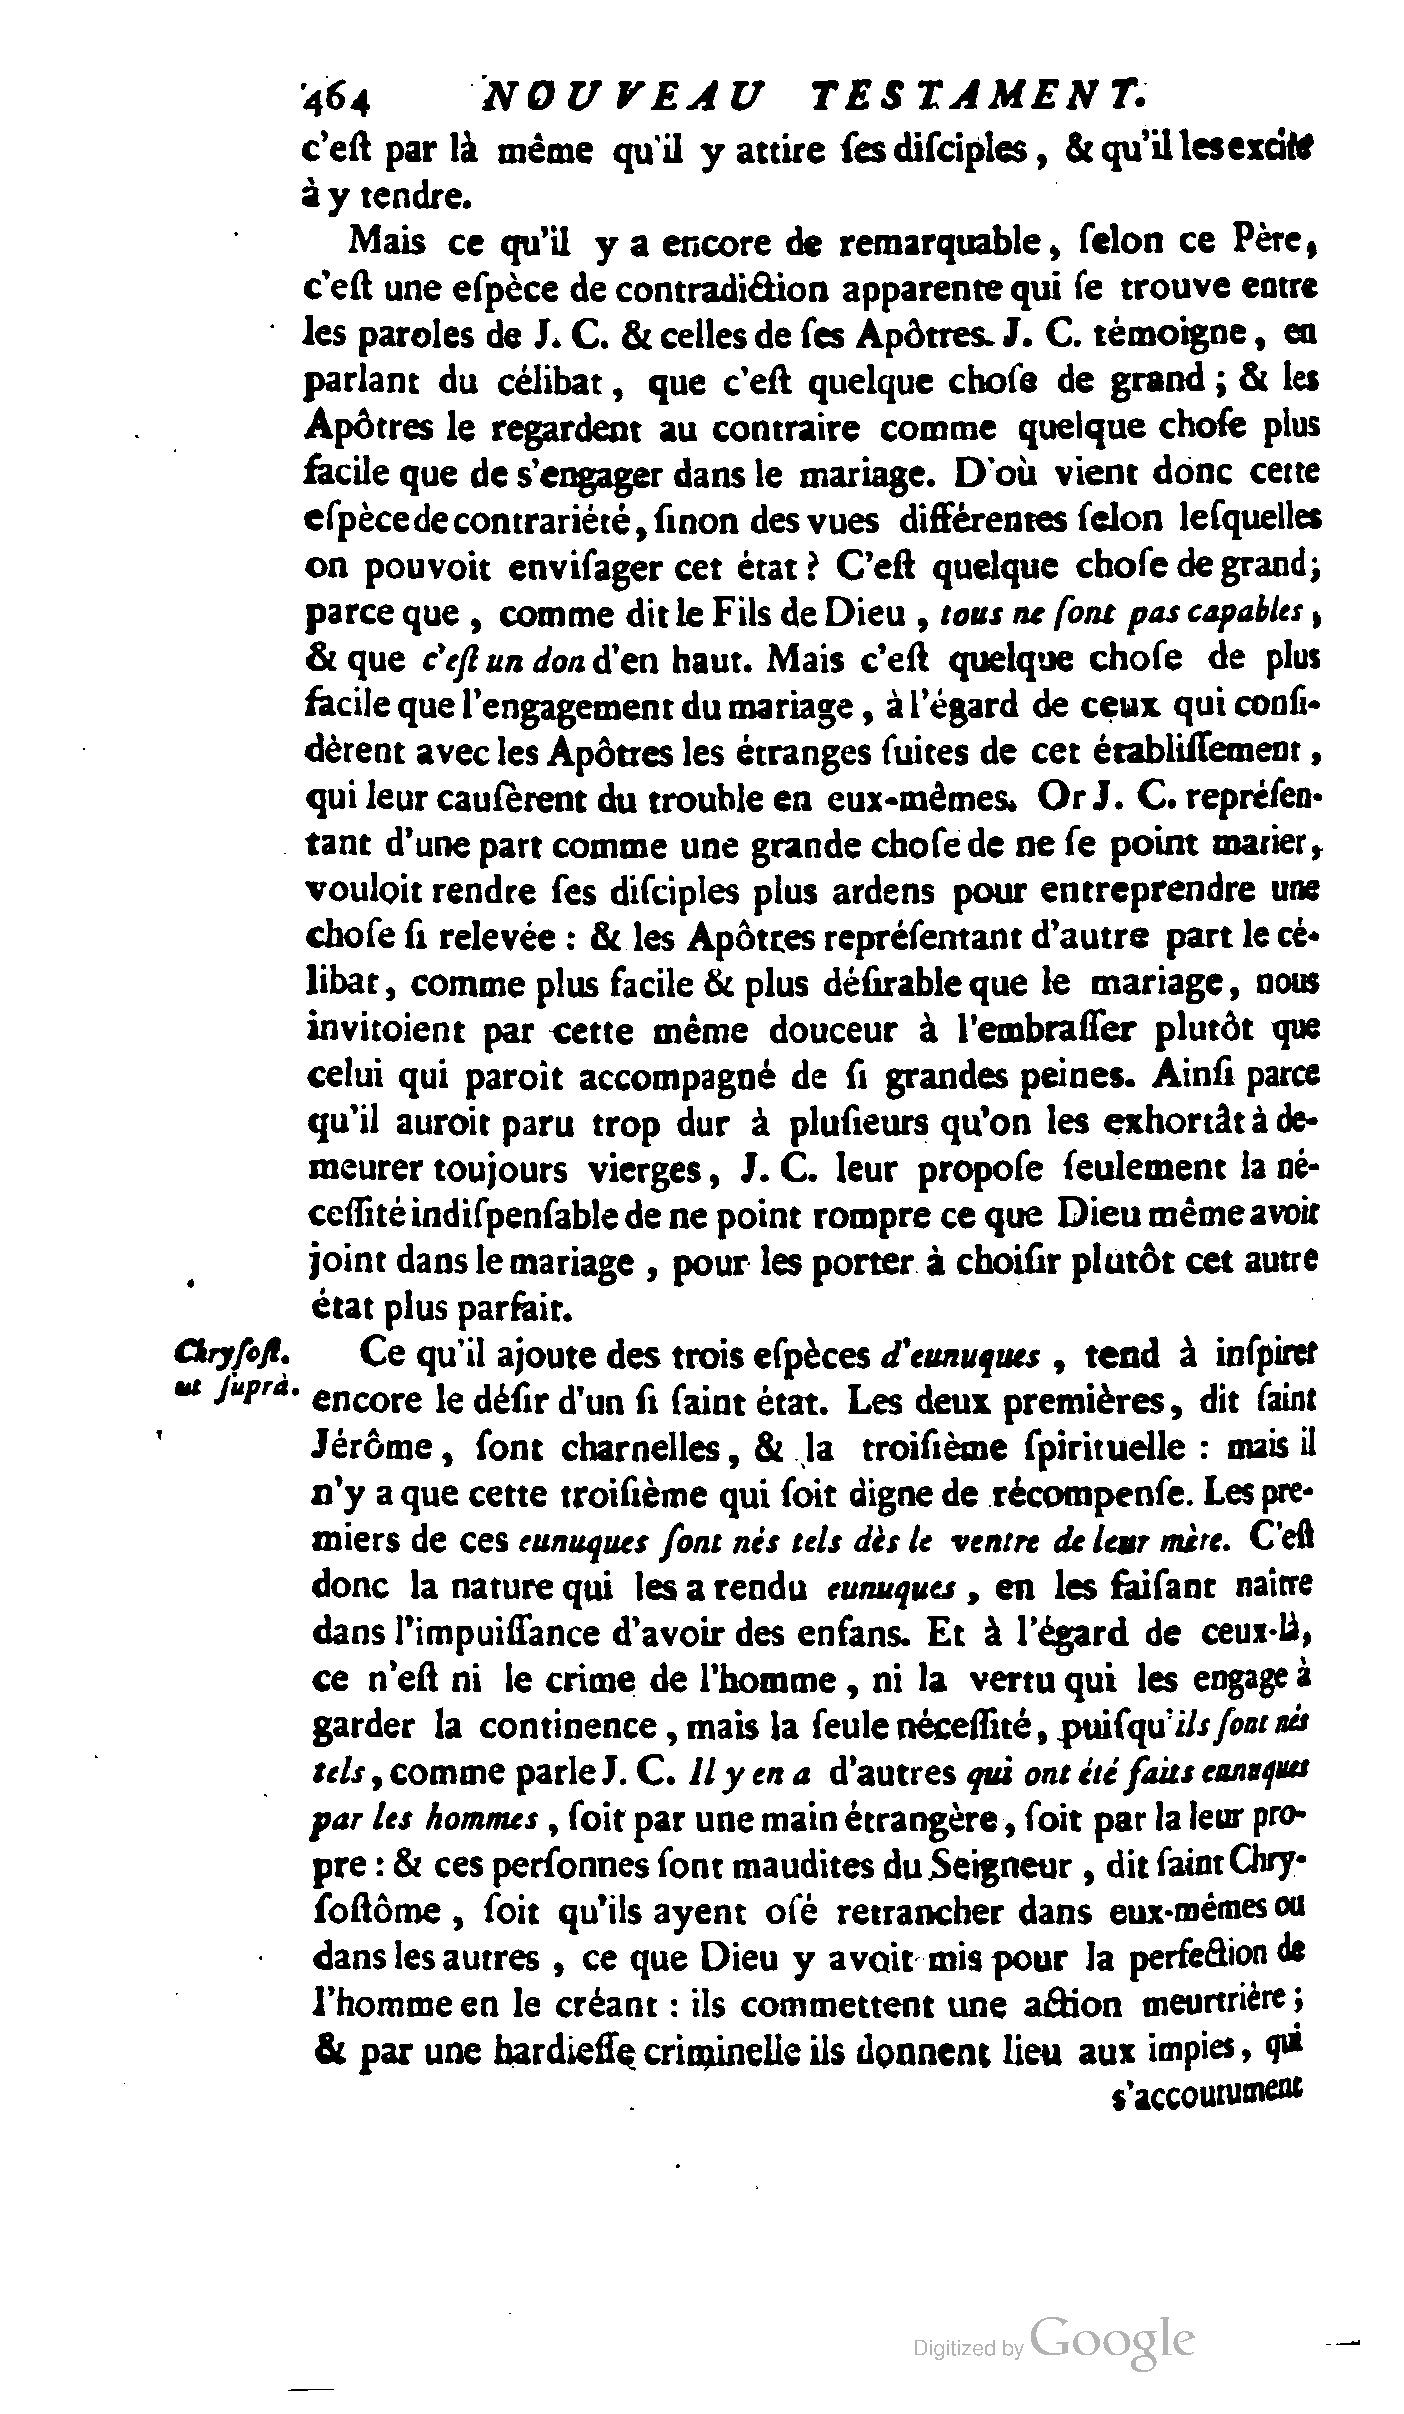 464 NOUVEAU TESTAMENT.
c'eſt par là même qu'il y attire ſes diſciples, & qu'il les excite
à y tendre.
Mais ce qu'il y a encore de remarquable, ſelon ce Père,
c'eſt une eſpèce de contradiction apparente qui ſe trouve entre
les paroles de J. C. & celles de ſes Apôtres. J. C. témoigne, en
parlant du célibat, que c'eſt quelque choſe de grand; & les
Apôtres le regardent au contraire comme quelque choſe plus
facile que de s'engager dans le mariage. D'où vient donc cette
eſpèce de contrariété, ſinon des vues différentes ſelon leſquelles
on pouvoit enviſager cet état? C'eſt quelque choſe de grand;
parce que, comme dit le Fils de Dieu, tous ne ſont pas capables,
& que c'eſt un don d'en haut. Mais c'eſt quelque choſe de plus
facile que l'engagement du mariage, à l'égard de ceux qui conſi-
dèrent avec les Apôtres les étranges ſuites de cet établiſſement,
qui leur cauſèrent du trouble en eux-mêmes. Or J. C. repréſen-
tant d'une part comme une grande choſe de ne ſe point marier,
vouloit rendre ſes diſciples plus ardens pour entreprendre une
choſe ſi relevée: & les Apôtres repréſentant d'autre part le cé-
libat, comme plus facile & plus déſirable que le mariage, nous
invitoient par cette même douceur à l'embraſſer plutôt que
celui qui paroît accompagné de ſi grandes peines. Ainſi parce
qu'il auroit paru trop dur à pluſieurs qu'on les exhortât à de-
meurer toujours vierges, J. C. leur propoſe ſeulement la né-
ceſſité indiſpenſable de ne point rompre ce que Dieu même avoit
joint dans le mariage, pour les porter à choiſir plutôt cet autre
état plus parfait.
Chryſoſt.
ut ſuprà.
Ce qu'il ajoute des trois eſpèces d'eunuques, tend à inſpirer
encore le déſir d'un ſi ſaint état. Les deux premières, dit ſaint
Jérôme, ſont charnelles, & la troiſième ſpirituelle: mais il
n'y a que cette troiſième qui ſoit digne de récompenſe. Les pre-
miers de ces eunuques ſont nés tels dès le ventre de leur mère. C'eſt
donc la nature qui les a rendu eunuques, en les faiſant naître
dans l'impuiſſance d'avoir des enfans. Et à l'égard de ceux-là,
ce n'eſt ni le crime de l'homme, ni la vertu qui les engage à
garder la continence, mais la ſeule néceſſité, puiſqu'ils ſont nés
tels, comme parle J. C. Il y en a d'autres qui ont été faits eunuques
par les hommes, ſoit par une main étrangère, ſoit par la leur pro-
pre: & ces perſonnes ſont maudites du Seigneur, dit ſaint Chry-
ſoſtôme, ſoit qu'ils ayent oſé retrancher dans eux-mêmes ou
dans les autres, ce que Dieu y avoit mis pour la perfection de
l'homme en le créant: ils commettent une action meurtrière;
& par une hardieſſe criminelle ils donnent lieu aux impies, qui
s'accoutument
Digitized by Google